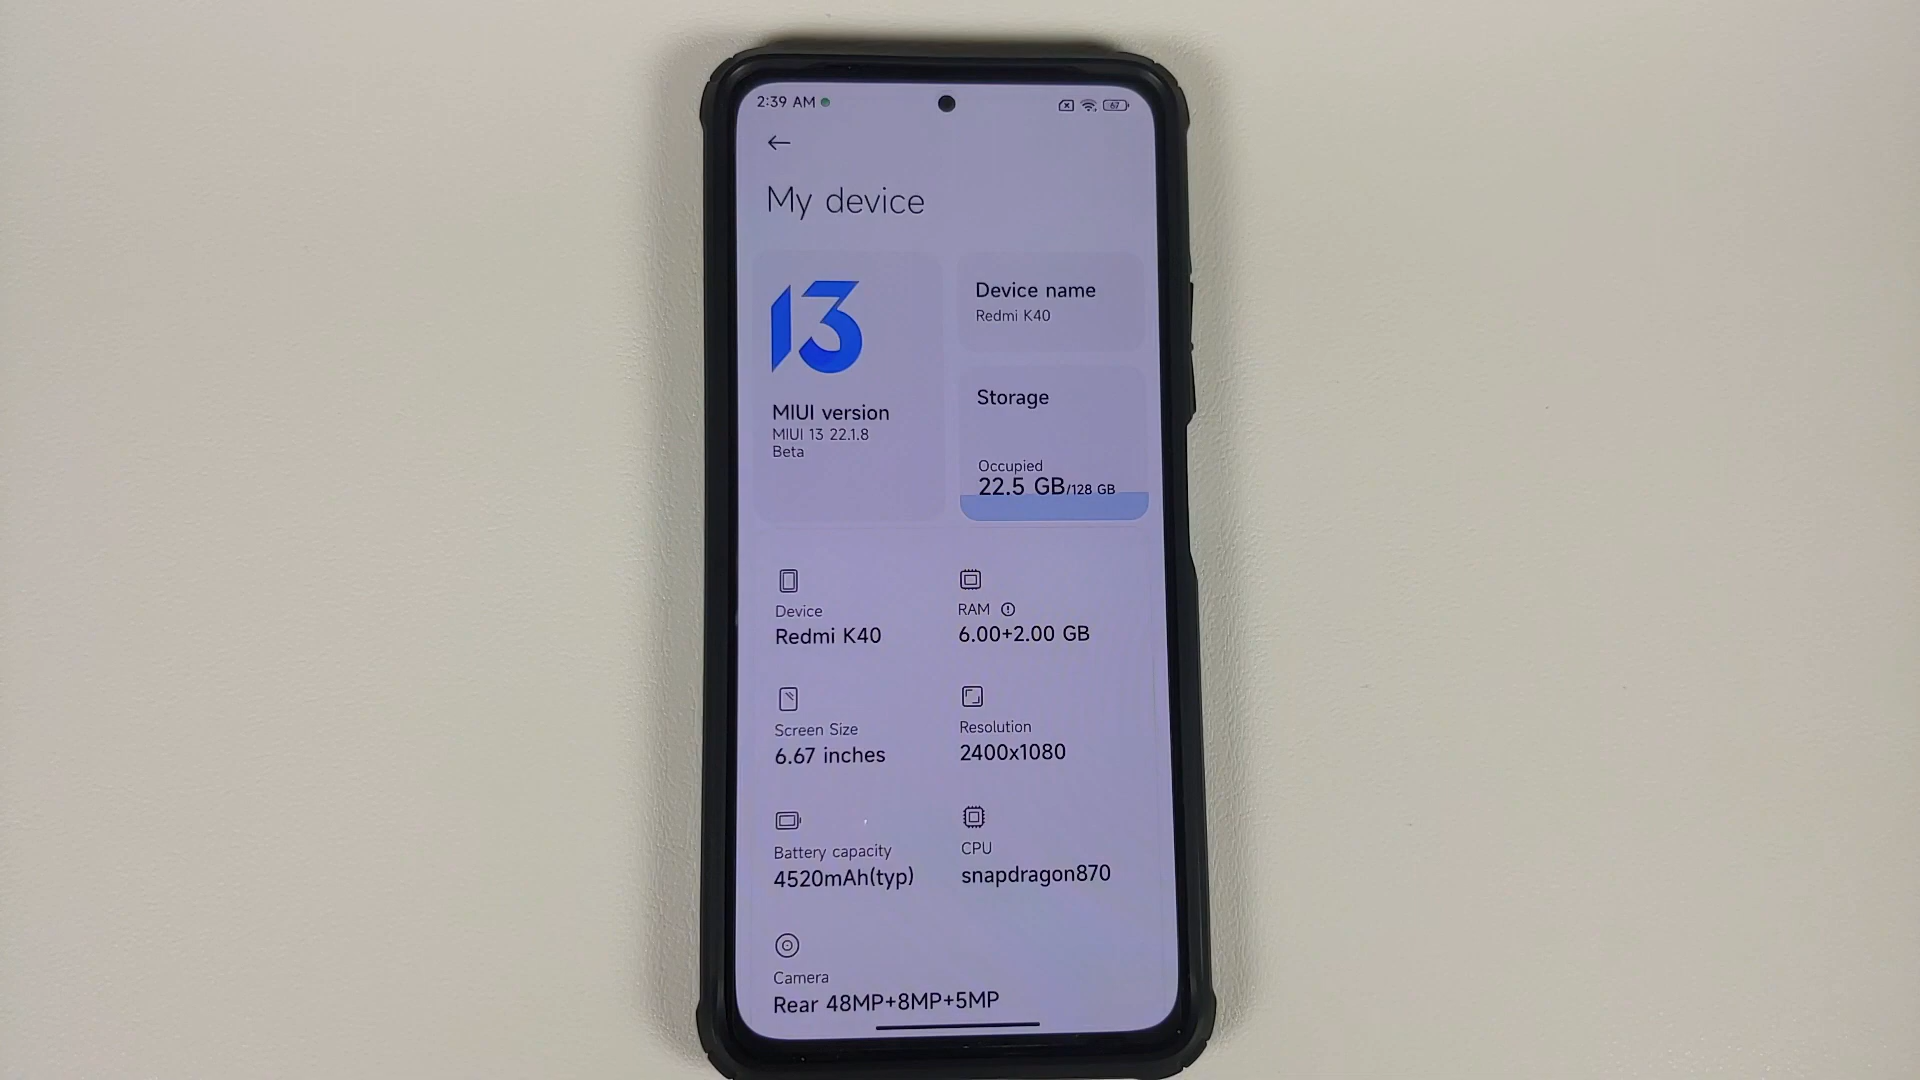 2:39 AM
67
My device
13
MIUI version
MIUI 13 22.1.8
Beta
Device name
Redmi K40
Storage
Occupied
22.5 GB/128 GB
Device
Redmi K40
RAM
6.00+2.00 GB
Screen Size
6.67 inches
Resolution
2400x1080
Battery capacity
4520mAh(typ)
CPU
snapdragon870
Camera
Rear 48MP+8MP+5MP